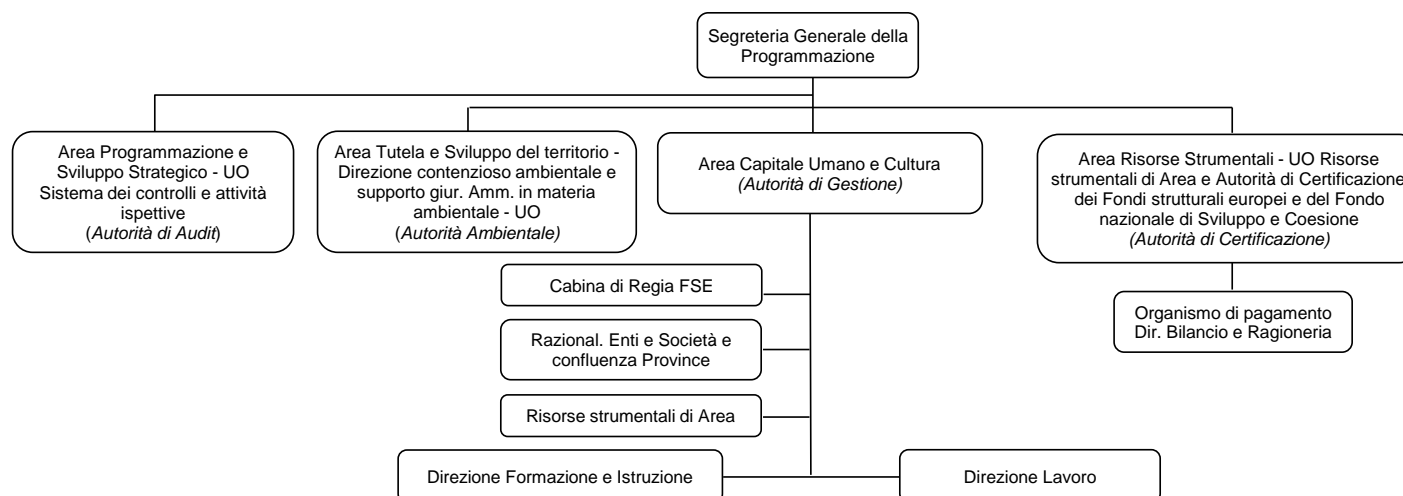 Segreteria Generale della
Programmazione
Area Programmazione e
Sviluppo Strategico - UO
Sistema dei controlli e attività
ispettive
(Autorità di Audit)
Area Tutela e Sviluppo del territorio -
Direzione contenzioso ambientale e
supporto giur. Amm. in materia
ambientale - UO
(Autorità Ambientale)
Area Capitale Umano e Cultura
(Autorità di Gestione)
Area Risorse Strumentali - UO Risorse
strumentali di Area e Autorità di Certificazione
dei Fondi strutturali europei e del Fondo
nazionale di Sviluppo e Coesione
(Autorità di Certificazione)
Cabina di Regia FSE
Organismo di pagamento
Dir. Bilancio e Ragioneria
Razional. Enti e Società e
confluenza Province
Risorse strumentali di Area
Direzione Formazione e Istruzione
Direzione Lavoro